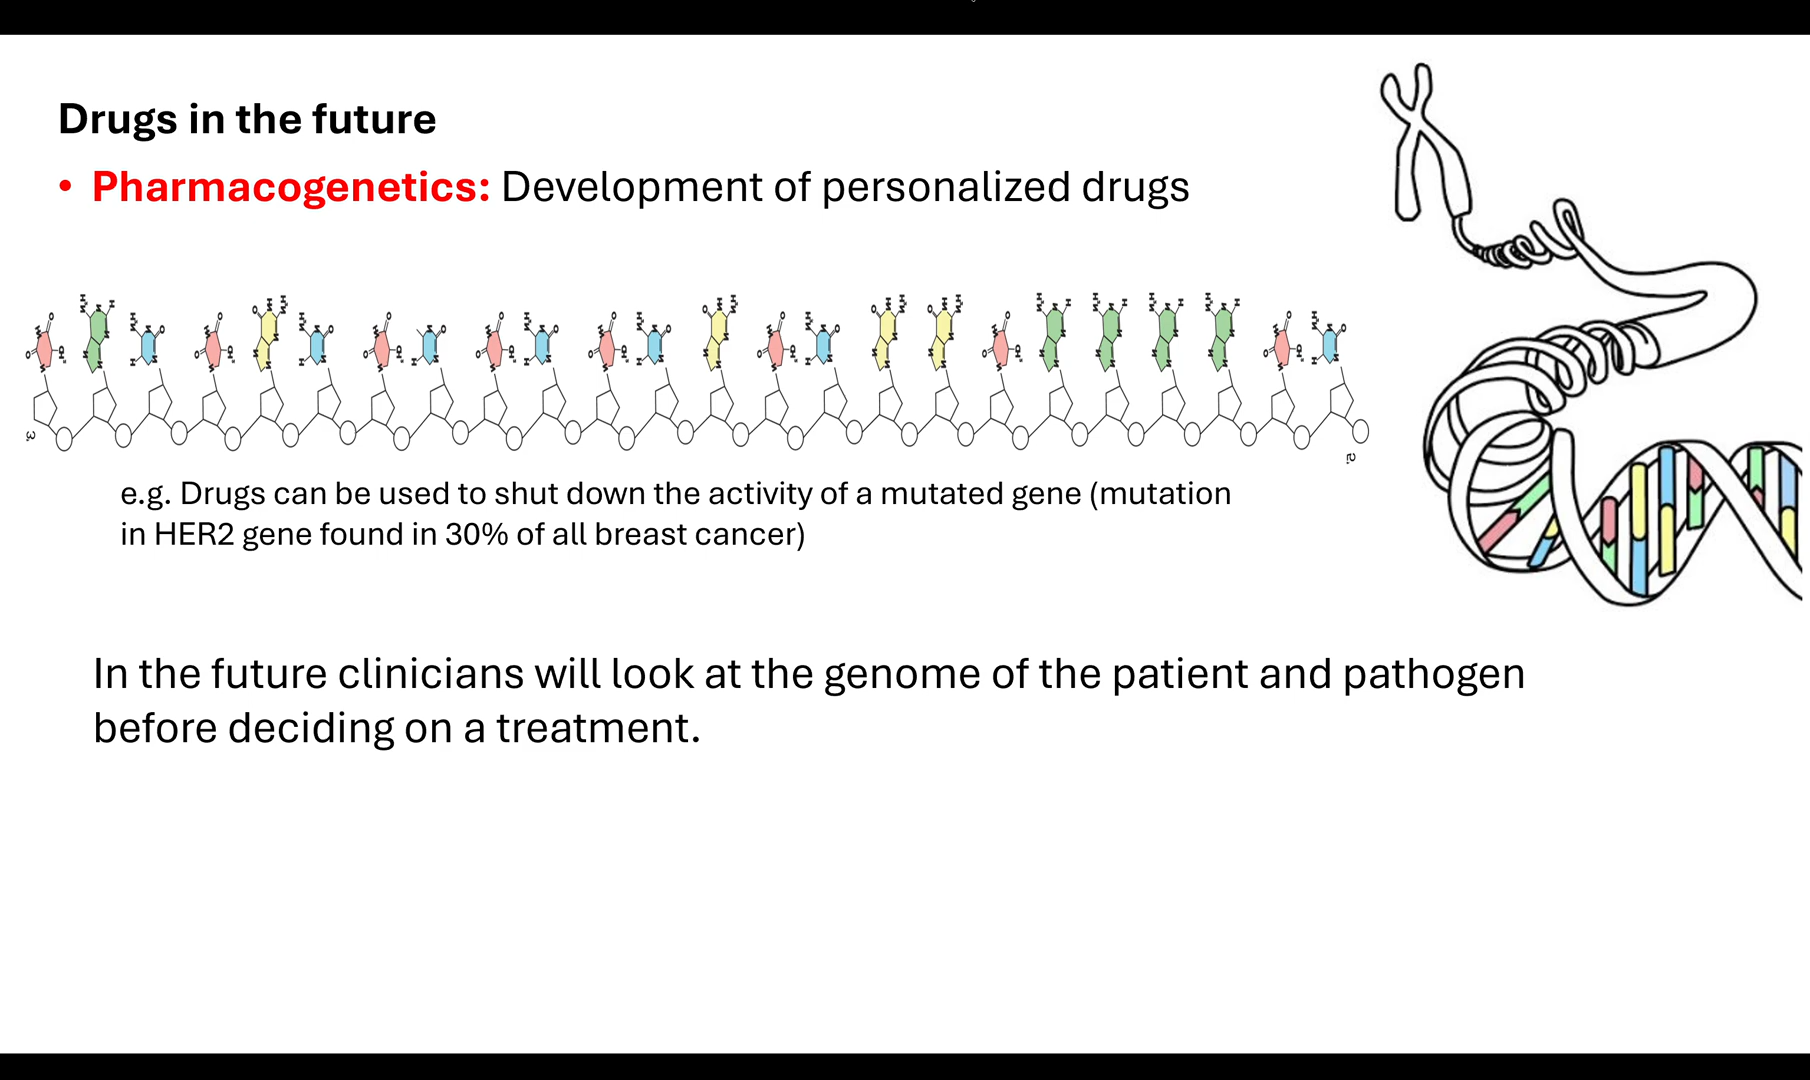 Drugs in the future
• Pharmacogenetics: Development of personalized drugs
e.g. Drugs can be used to shut down the activity of a mutated gene (mutation
in HER2 gene found in 30% of all breast cancer)
In the future clinicians will look at the genome of the patient and pathogen
before deciding on a treatment.